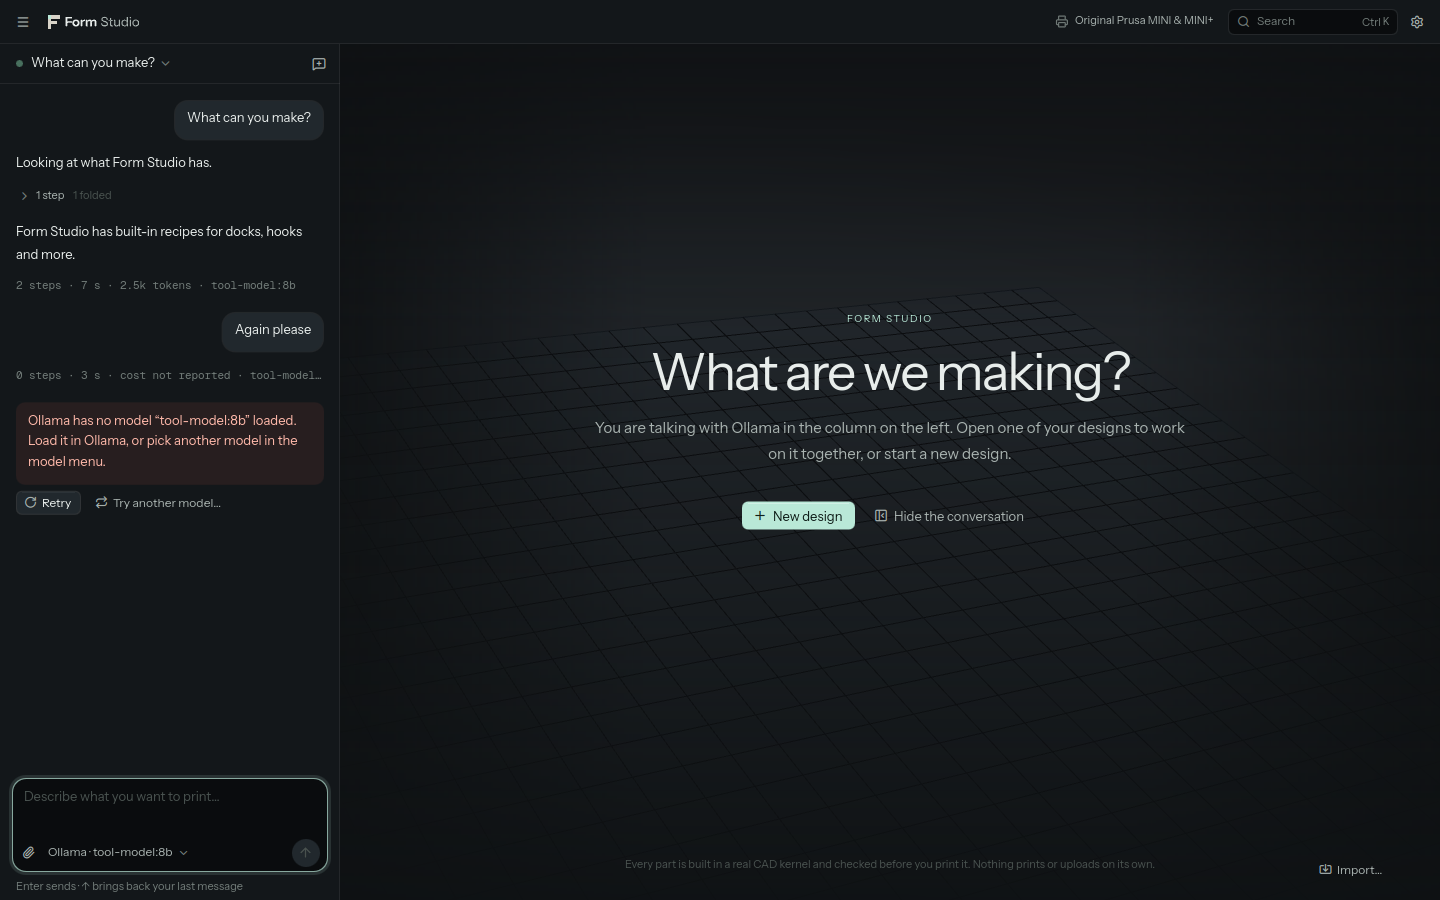 Form Studio
Original Prusa MINI & MINI+
Search
Ctrl K
What can you make?
What can you make?
Looking at what Form Studio has.
1 step 1 folded
Form Studio has built-in recipes for docks, hooks
and more.
2 steps · 7 s · 2.5k tokens · tool-model:8b
Again please
0 steps · 3 s · cost not reported · tool-model…
Ollama has no model “tool-model:8b” loaded.
Load it in Ollama, or pick another model in the
model menu.
Retry
Try another model...
Describe what you want to print...
Ollama · tool-model:8b
Enter sends · ↑ brings back your last message
FORM STUDIO
What are we making?
You are talking with Ollama in the column on the left. Open one of your designs to work
on it together, or start a new design.
New design
Hide the conversation
Every part is built in a real CAD kernel and checked before you print it. Nothing prints or uploads on its own.
Import...